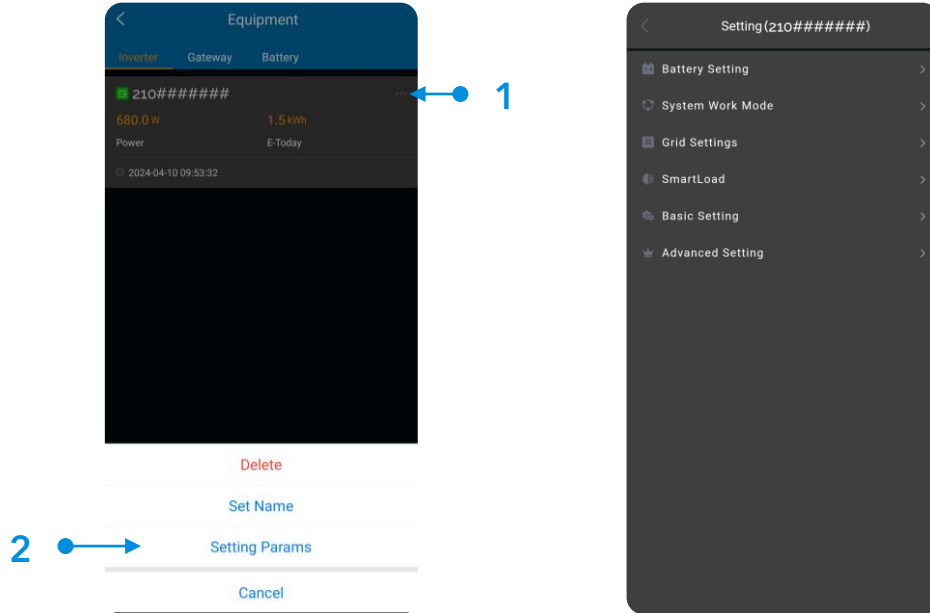 Equipment
Inverter Gateway Battery
210#######
680.0 W 1.5 kWh
Power E-Today
2024-04-10 09:53:32
Delete
Set Name
Setting Params
Cancel
1
2
Setting(210#######)
Battery Setting
System Work Mode
Grid Settings
SmartLoad
Basic Setting
Advanced Setting